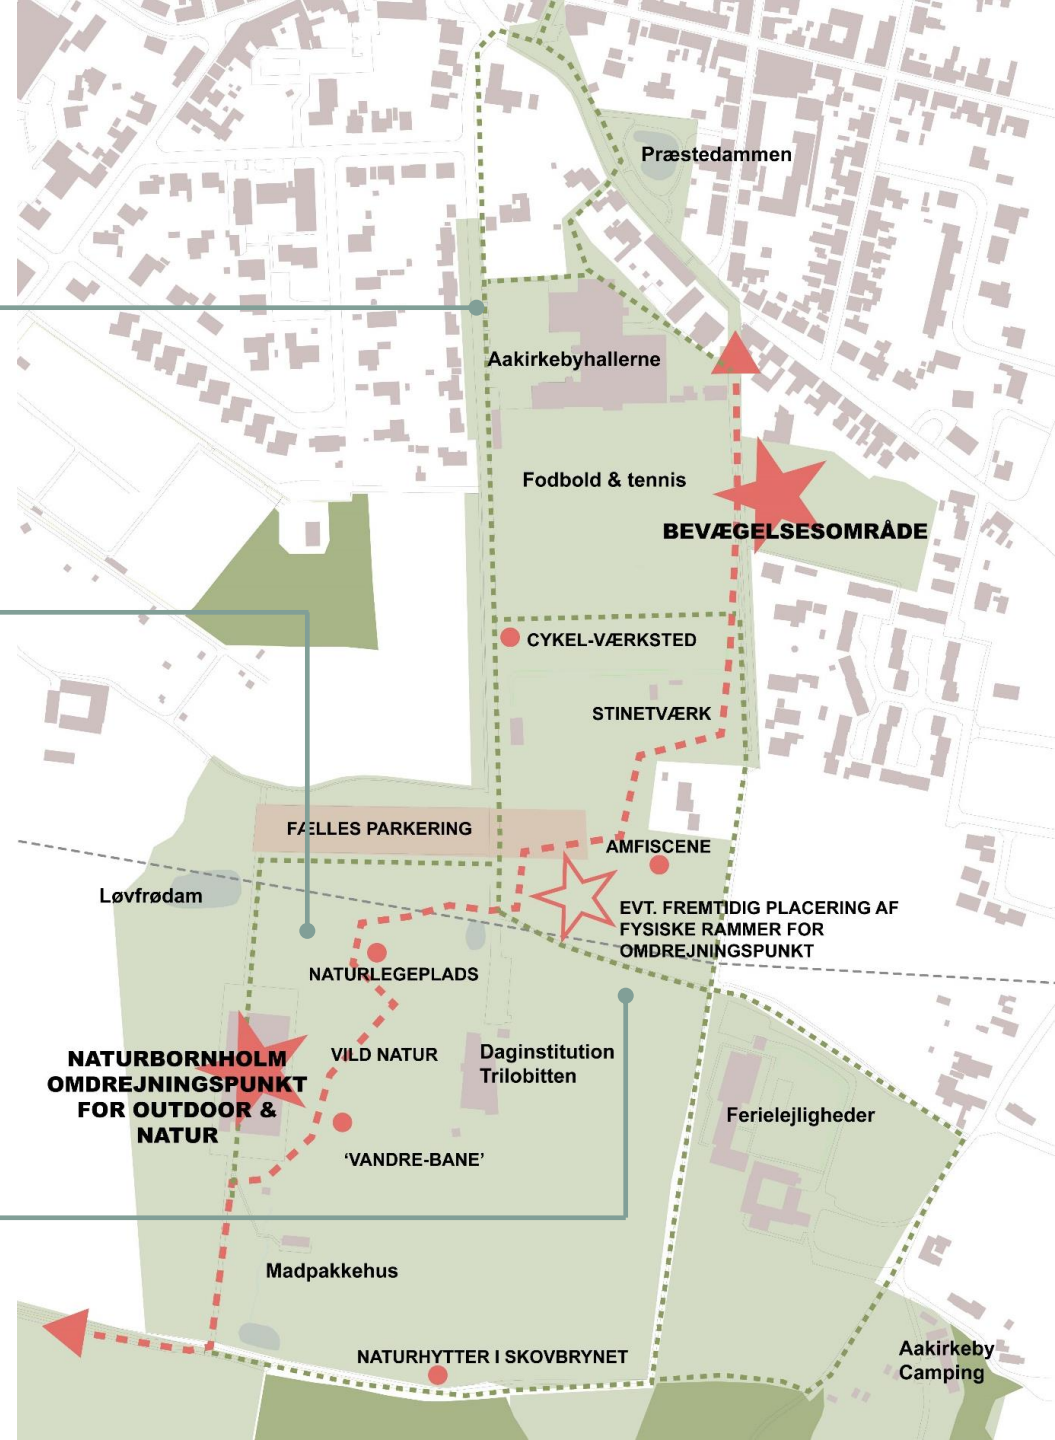 Præstedammen
Aakirkebyhallerne
Fodbold & tennis
BEVÆGELSESOMRÅDE
CYKEL-VÆRKSTED
STINETVÆRK
FÆLLES PARKERING
AMFISCENE
Løvfrødam
EVT. FREMTIDIG PLACERING AF
FYSISKE RAMMER FOR
OMDREJNINGSPUNKT
NATURLEGEPLADS
NATURBORNHOLM
OMDREJNINGSPUNKT
FOR OUTDOOR &
NATUR
VILD NATUR
Daginstitution
Trilobitten
Ferielejligheder
‘VANDRE-BANE’
Madpakkehus
NATURHYTTER I SKOVBRYNET
Aakirkeby
Camping